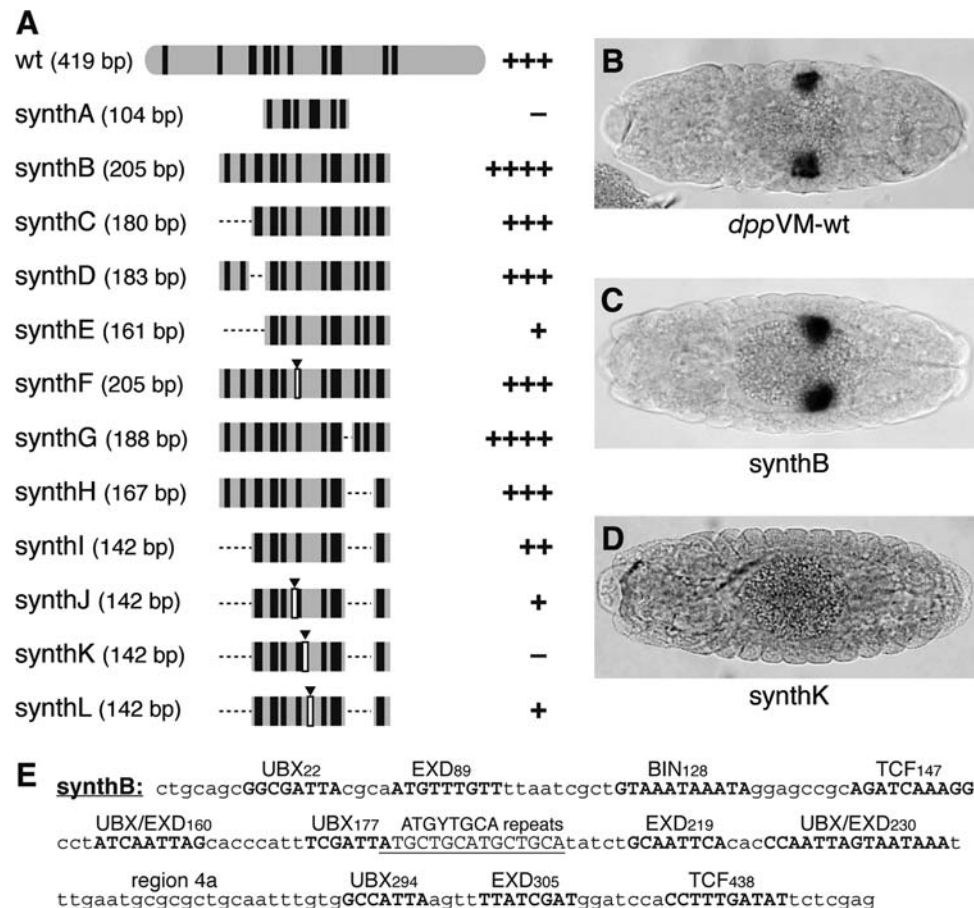 A
wt (419 bp) +++
synthA (104 bp) –
synthB (205 bp) ++++
synthC (180 bp) +++
synthD (183 bp) +++
synthE (161 bp) +
synthF (205 bp) +++
synthG (188 bp) ++++
synthH (167 bp) +++
synthI (142 bp) ++
synthJ (142 bp) +
synthK (142 bp) –
synthL (142 bp) +
B
dppVM-wt
C
synthB
D
synthK
E
UBX22 EXD89 BIN128 TCF147
synthB: ctgcagcGGCGATTAcgcaATGTTTGTTttaatcgctGTAAATAAATAggagccgcAGATCAAAGG
UBX/EXD160 UBX177 ATGYTGCA repeats EXD219 UBX/EXD230
cctATCAATTAGcacccatttTCGATTATGCTGCATGCTGCAtatctGCAATTCAcacCCAATTAGTAATAAAt
region 4a UBX294 EXD305 TCF438
ttgaatgcgcgctgcaatttgtggGCCATTAagttTTATCGATggatccaCCTTTGATATtctcgag